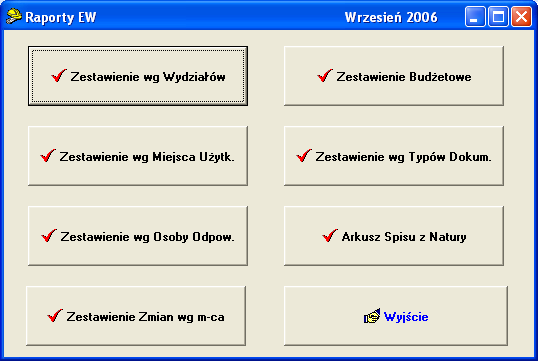 Raporty EW Wrzesień 2006
Zestawienie wg Wydziałów
Zestawienie Budżetowe
Zestawienie wg Miejsca Użytk.
Zestawienie wg Typów Dokum.
Zestawienie wg Osoby Odpow.
Arkusz Spisu z Natury
Zestawienie Zmian wg m-ca
Wyjście